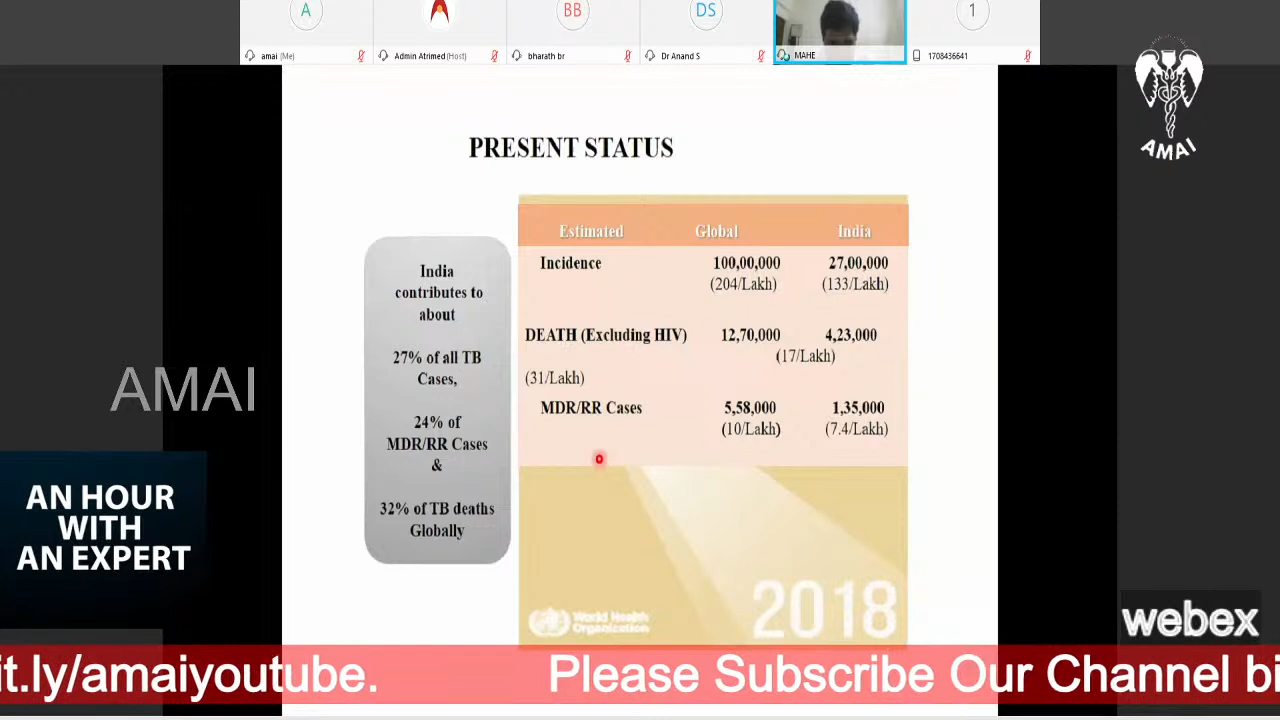 A
BB
DS
1
amai (Me)
Admin Atrimed (Host)
bharath br
Dr Anand S
MAHE
1708436641
AMAI
PRESENT STATUS
Estimated Global India
Incidence 100,00,000 27,00,000
(204/Lakh) (133/Lakh)
DEATH (Excluding HIV) 12,70,000 4,23,000
(17/Lakh)
(31/Lakh)
MDR/RR Cases 5,58,000 1,35,000
(10/Lakh) (7.4/Lakh)
India
contributes to
about
27% of all TB
Cases,
24% of
MDR/RR Cases
&
32% of TB deaths
Globally
World Health
Organization
2018
AMAI
AN HOUR
WITH
AN EXPERT
webex
it.ly/amaiyoutube. Please Subscribe Our Channel bi